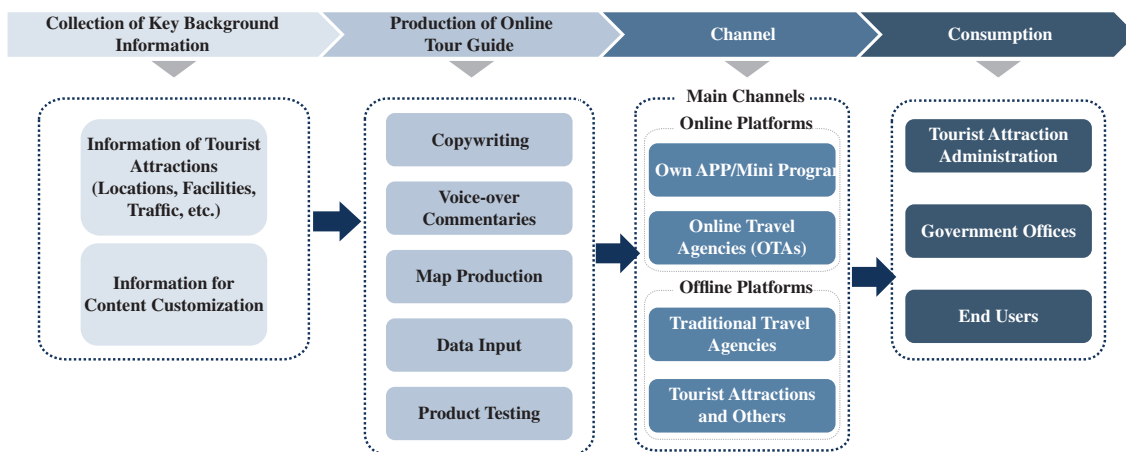 Collection of Key Background
Information
Production of Online
Tour Guide
Channel
Consumption
Information of Tourist
Attractions
(Locations, Facilities,
Traffic, etc.)
Information for
Content Customization
Copywriting
Voice-over
Commentaries
Map Production
Data Input
Product Testing
Main Channels
Online Platforms
Own APP/Mini Program
Online Travel
Agencies (OTAs)
Offline Platforms
Traditional Travel
Agencies
Tourist Attractions
and Others
Tourist Attraction
Administration
Government Offices
End Users